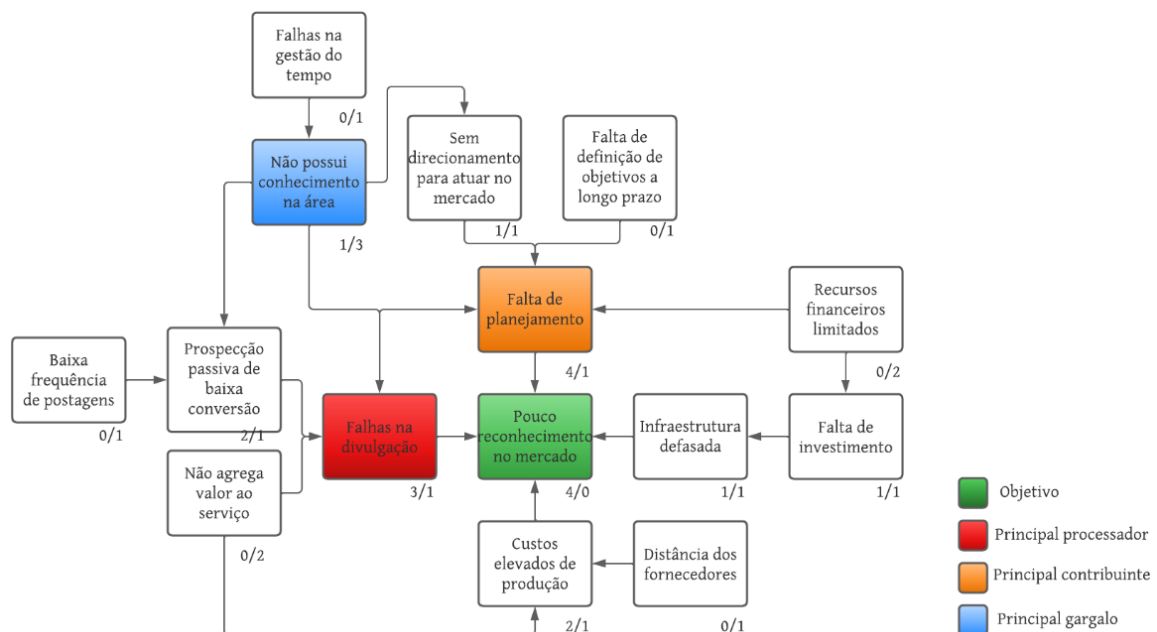 Falhas na
gestão do
tempo
0/1
Não possui
conhecimento
na área
1/3
Sem
direcionamento
para atuar no
mercado
1/1
Falta de
definição de
objetivos a
longo prazo
0/1
Falta de
planejamento
4/1
Recursos
financeiros
limitados
0/2
Baixa
frequência
de postagens
0/1
Prospecção
passiva de
baixa
conversão
2/1
Falhas na
divulgação
3/1
Pouco
reconhecimento
no mercado
4/0
Infraestrutura
defasada
1/1
Falta de
investimento
1/1
Não agrega
valor ao
serviço
0/2
Custos
elevados de
produção
2/1
Distância dos
fornecedores
0/1
Objetivo
Principal processador
Principal contribuinte
Principal gargalo